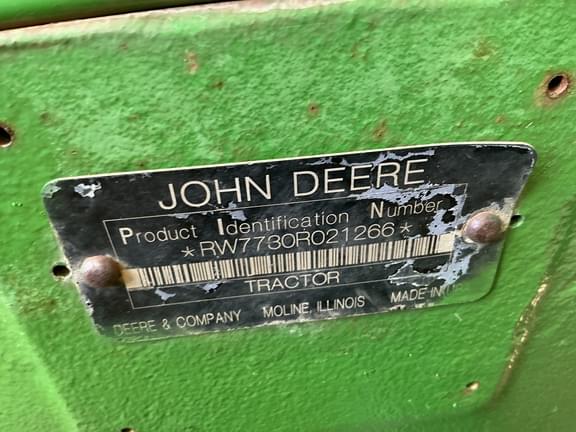 JOHN DEERE
Product Identification Number
*RW7730R021266*
TRACTOR
DEERE & COMPANY MOLINE, ILLINOIS MADE IN